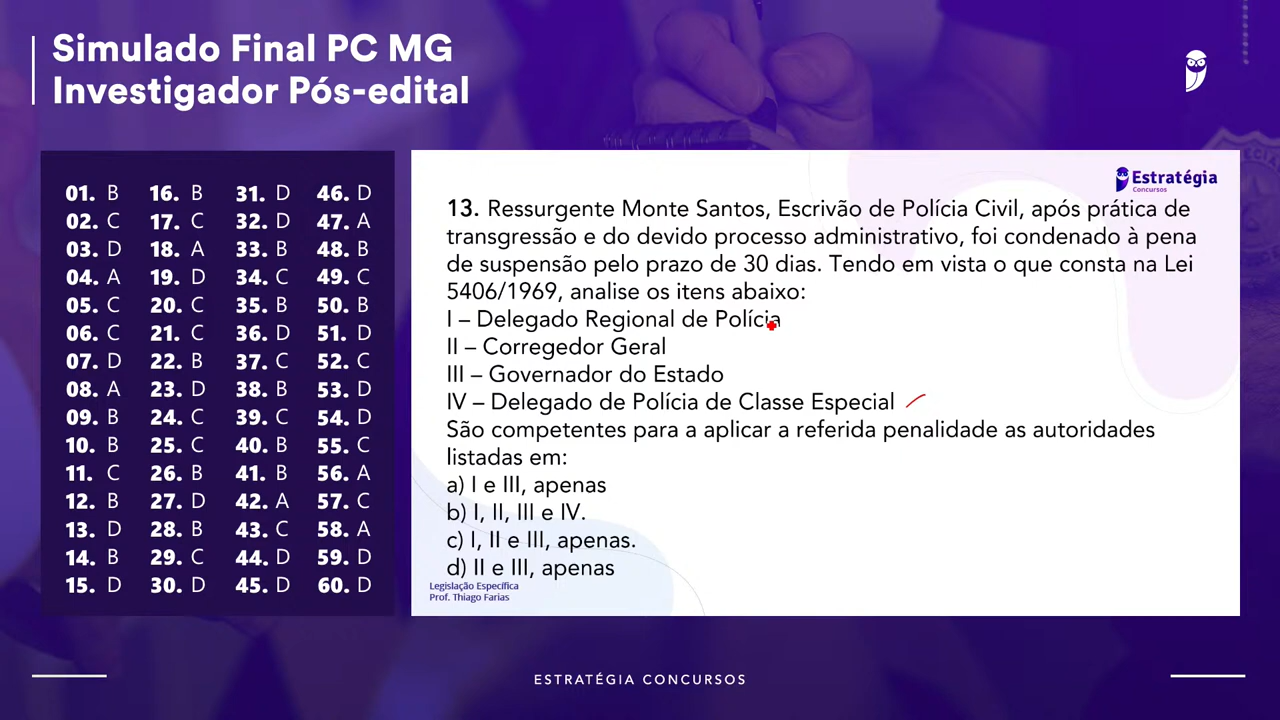 Simulado Final PC MG
Investigador Pós-edital
01. B 16. B 31. D 46. D
02. C 17. C 32. D 47. A
03. D 18. A 33. B 48. B
04. A 19. D 34. C 49. C
05. C 20. C 35. B 50. B
06. C 21. C 36. D 51. D
07. D 22. B 37. C 52. C
08. A 23. D 38. B 53. D
09. B 24. C 39. C 54. D
10. B 25. C 40. B 55. C
11. C 26. B 41. B 56. A
12. B 27. D 42. A 57. C
13. D 28. B 43. C 58. A
14. B 29. C 44. D 59. D
15. D 30. D 45. D 60. D
Estratégia
Concursos
13. Ressurgente Monte Santos, Escrivão de Polícia Civil, após prática de
transgressão e do devido processo administrativo, foi condenado à pena
de suspensão pelo prazo de 30 dias. Tendo em vista o que consta na Lei
5406/1969, analise os itens abaixo:
I – Delegado Regional de Polícia
II – Corregedor Geral
III – Governador do Estado
IV – Delegado de Polícia de Classe Especial
São competentes para a aplicar a referida penalidade as autoridades
listadas em:
a) I e III, apenas
b) I, II, III e IV.
c) I, II e III, apenas.
d) II e III, apenas
Legislação Específica
Prof. Thiago Farias
ESTRATÉGIA CONCURSOS